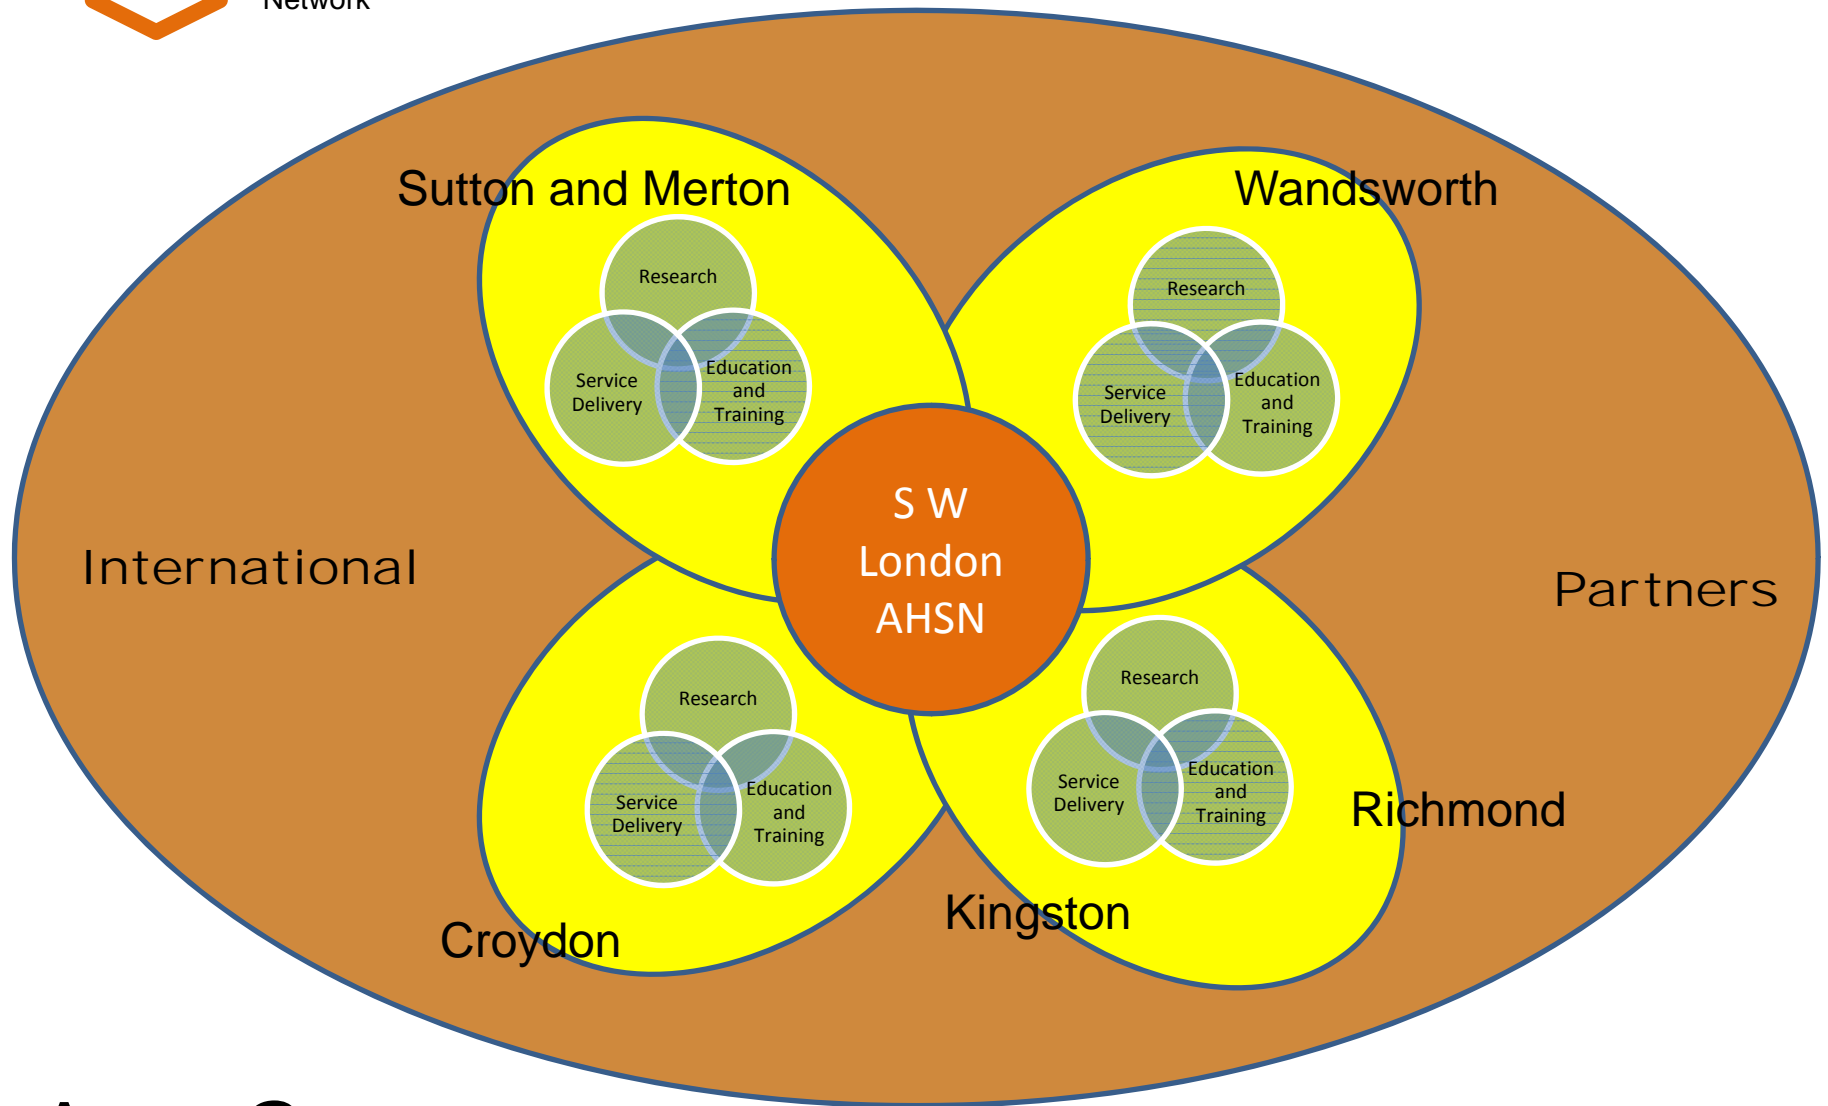 Network
Sutton and Merton
Research
Service
Delivery
Education
and
Training
Wandsworth
Research
Service
Delivery
Education
and
Training
S W
London
AHSN
International
Partners
Research
Service
Delivery
Education
and
Training
Croydon
Research
Service
Delivery
Education
and
Training
Richmond
Kingston